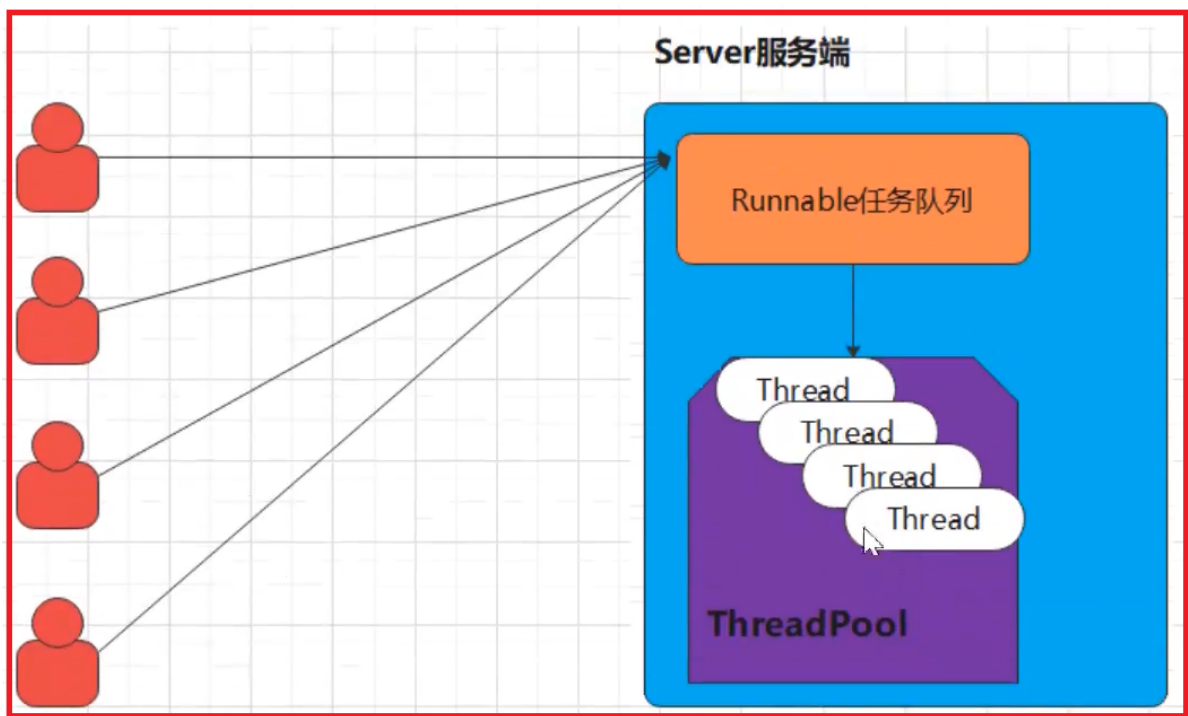 Server服务端
Runnable任务队列
Thread
Thread
Thread
Thread
ThreadPool